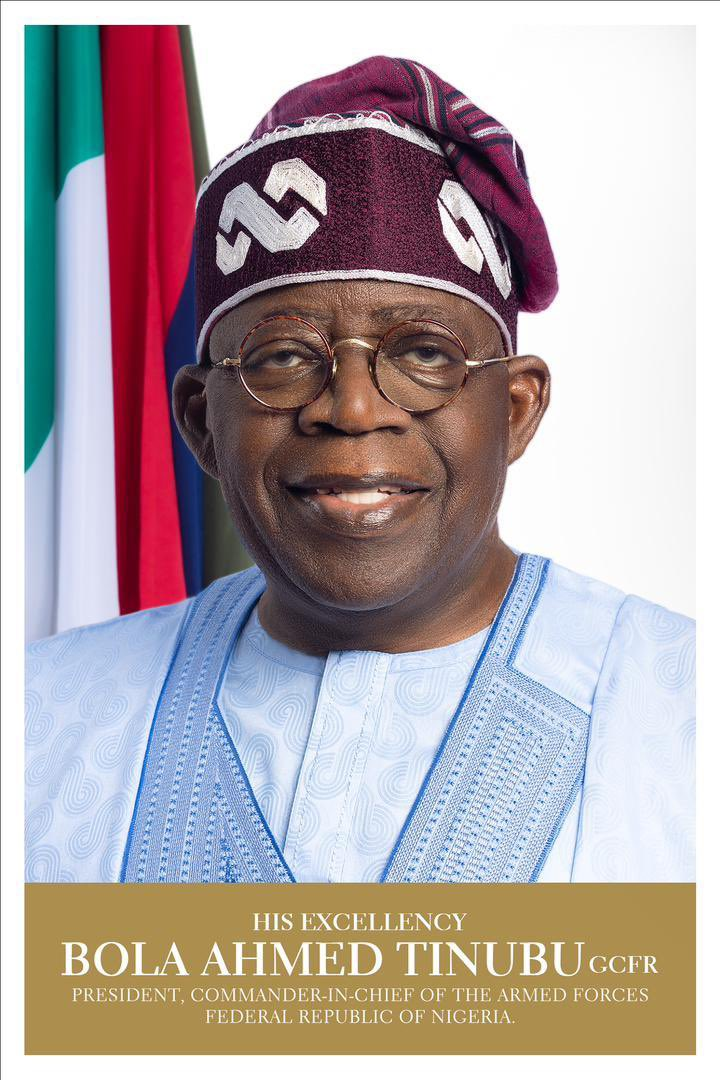 HIS EXCELLENCY
BOLA AHMED TINUBU GCFR
PRESIDENT, COMMANDER-IN-CHIEF OF THE ARMED FORCES
FEDERAL REPUBLIC OF NIGERIA.